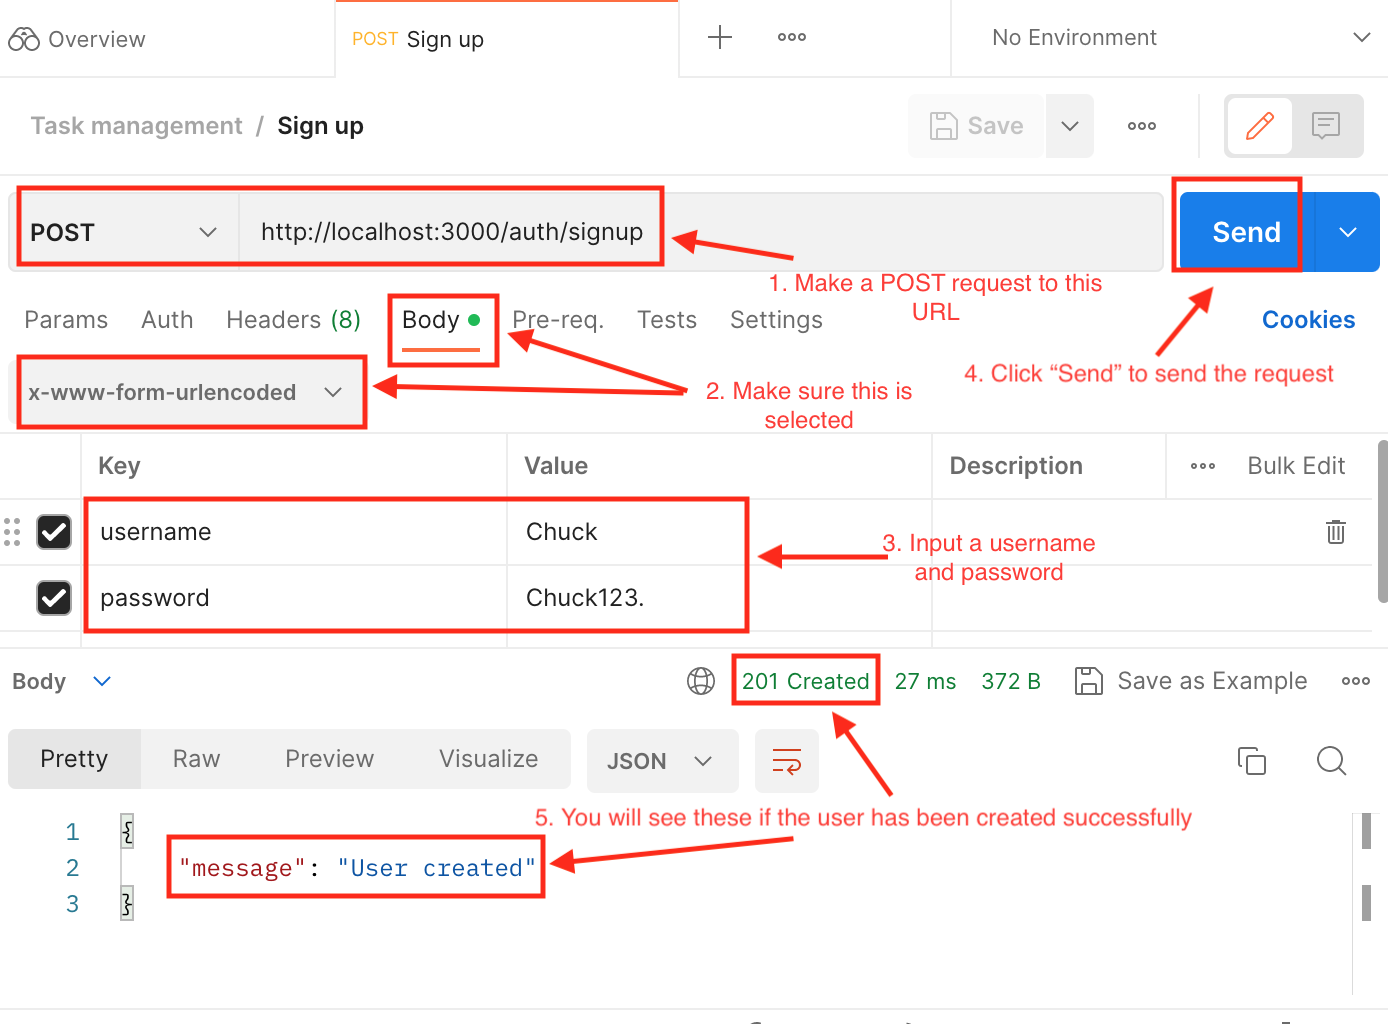 Overview
POST Sign up
No Environment
Task management / Sign up
Save
POST
http://localhost:3000/auth/signup
Send
1. Make a POST request to this
URL
Params Auth Headers (8) Body Pre-req. Tests Settings
Cookies
4. Click “Send” to send the request
x-www-form-urlencoded
2. Make sure this is
selected
Key Value Description Bulk Edit
username Chuck
3. Input a username
and password
password Chuck123.
Body
201 Created 27 ms 372 B Save as Example
Pretty Raw Preview Visualize JSON
5. You will see these if the user has been created successfully
1 {
2 "message": "User created"
3 }